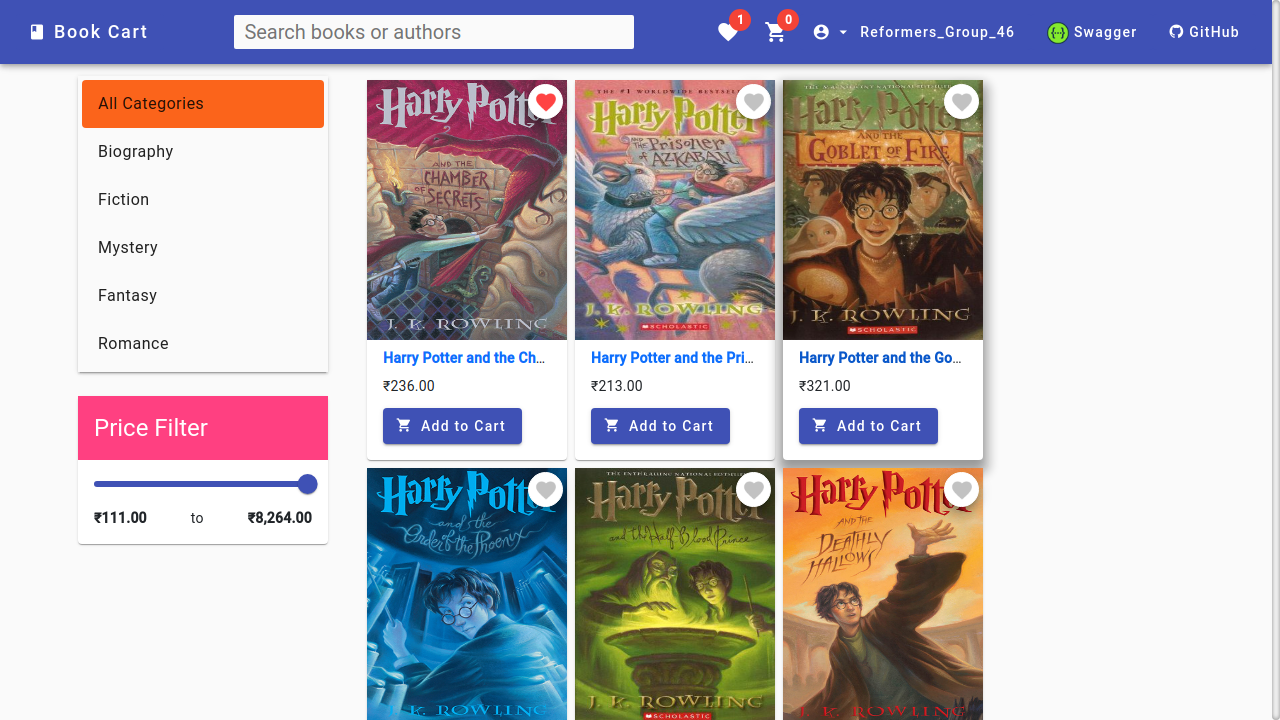 Book Cart
Search books or authors
1
0
Reformers_Group_46
Swagger
GitHub
All Categories
Biography
Fiction
Mystery
Fantasy
Romance
Price Filter
₹111.00 to ₹8,264.00
Harry Potter
AND THE
CHAMBER
OF SECRETS
J. K. ROWLING
Harry Potter and the Ch...
₹236.00
Add to Cart
THE #1 WORLDWIDE BESTSELL
Harry Potter
AND THE
Prisoner
of AZKABAN
J. K. ROWLING
SCHOLASTIC
Harry Potter and the Pri...
₹213.00
Add to Cart
Harry Potter
AND THE
GOBLET OF FIRE
J. K. ROWLING
SCHOLASTIC
Harry Potter and the Go...
₹321.00
Add to Cart
Harry Potter
and the
Order of the Phoenix
J. K. ROWLING
Harry Potter
and the Half-Blood Prince
J. K. ROWLING
SCHOLASTIC
Harry Potter
AND THE
DEATHLY
HALLOWS
J. K. ROWLING